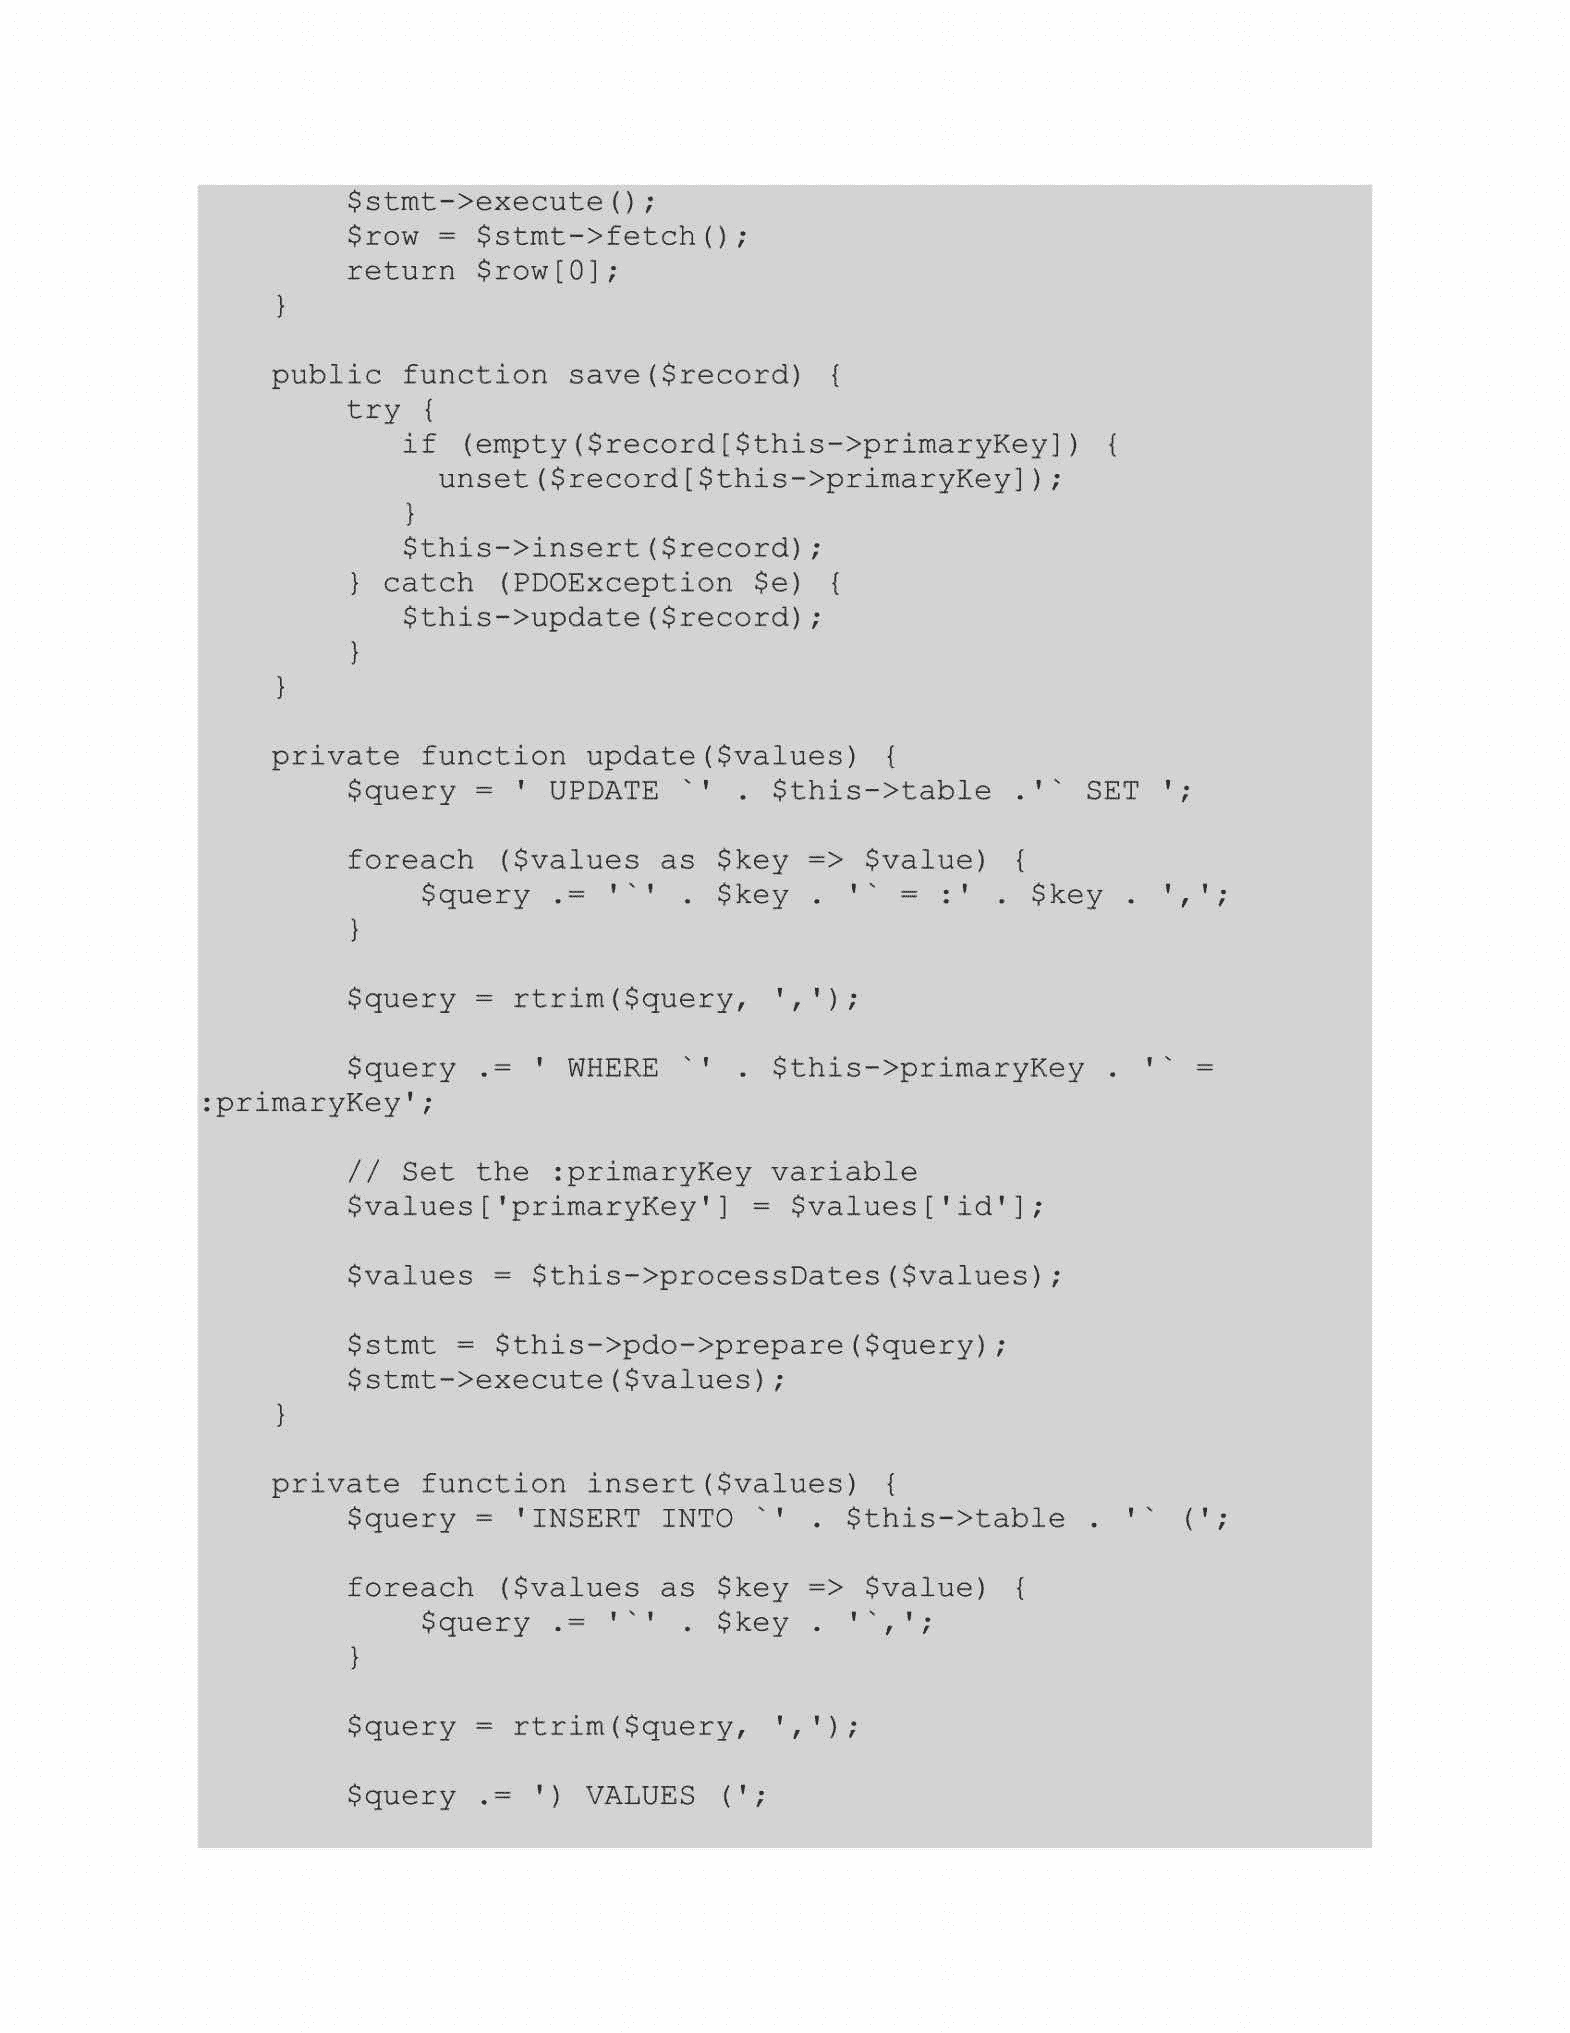 $stmt->execute();
        $row = $stmt->fetch();
        return $row[0];
    }

    public function save($record) {
        try {
           if (empty($record[$this->primaryKey]) {
             unset($record[$this->primaryKey]);
           }
           $this->insert($record);
        } catch (PDOException $e) {
           $this->update($record);
        }
    }

    private function update($values) {
        $query = ' UPDATE `' . $this->table .'` SET ';

        foreach ($values as $key => $value) {
            $query .= '`' . $key . '` = :' . $key . ',';
        }

        $query = rtrim($query, ',');

        $query .= ' WHERE `' . $this->primaryKey . '` =
:primaryKey';

        // Set the :primaryKey variable
        $values['primaryKey'] = $values['id'];

        $values = $this->processDates($values);

        $stmt = $this->pdo->prepare($query);
        $stmt->execute($values);
    }

    private function insert($values) {
        $query = 'INSERT INTO `' . $this->table . '` (';

        foreach ($values as $key => $value) {
            $query .= '`' . $key . '`,';
        }

        $query = rtrim($query, ',');

        $query .= ') VALUES (';